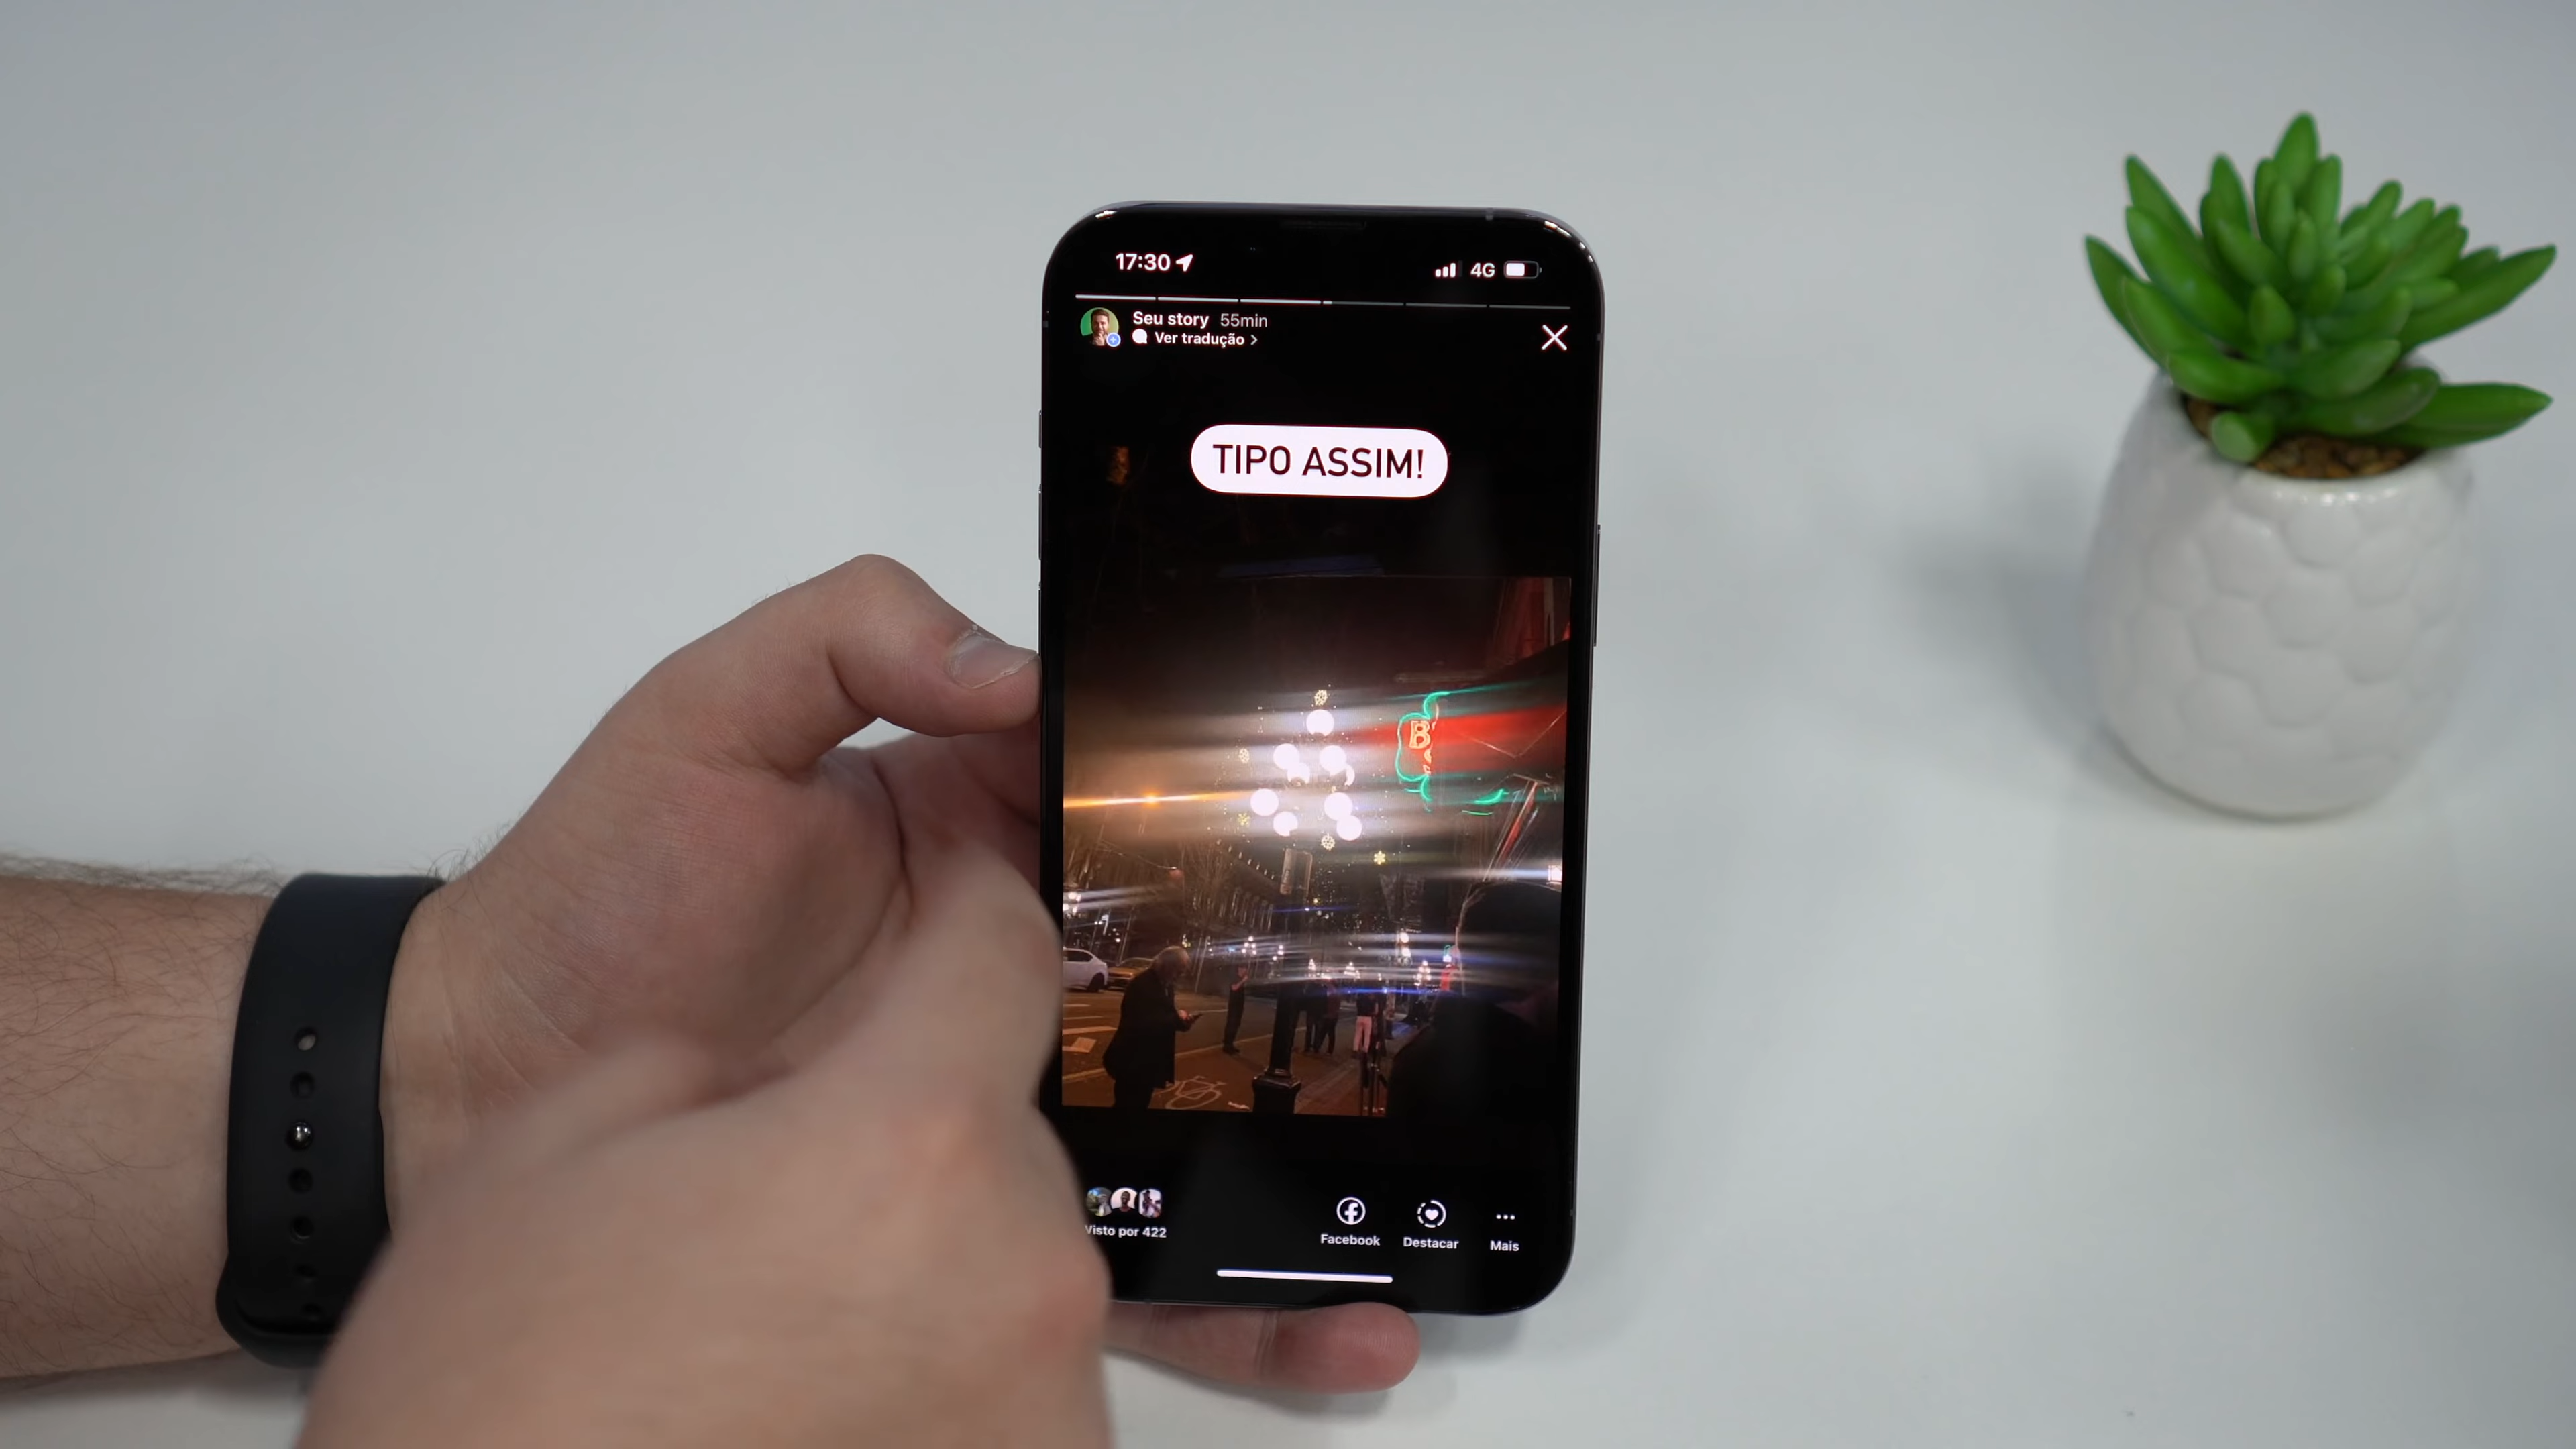 17:30
4G
Seu story 55min
Ver tradução >
TIPO ASSIM!
B
Visto por 422
Facebook
Destacar
Mais